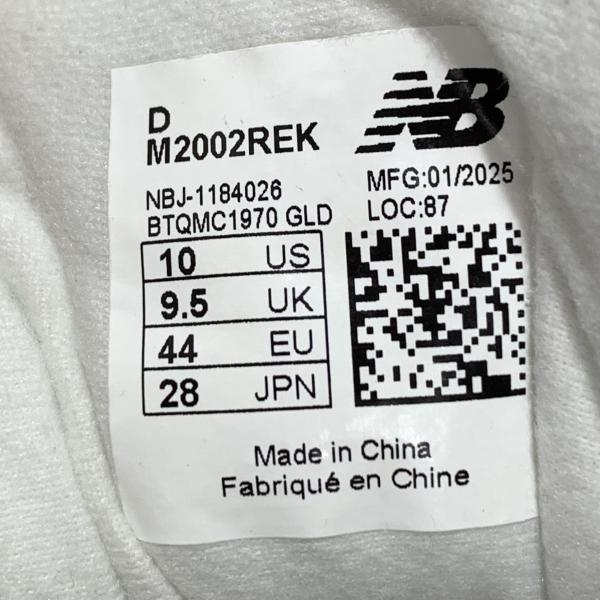 D
M2002REK
NB
NBJ-1184026
BTQMC1970 GLD
MFG:01/2025
LOC:87
10 US
9.5 UK
44 EU
28 JPN
Made in China
Fabriqué en Chine